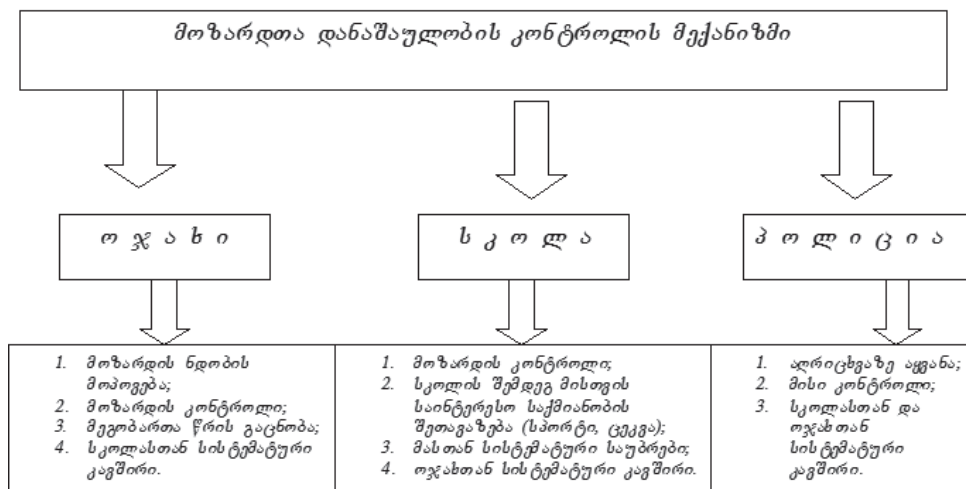 მოზარდთა დანაშაულობის კონტროლის მექანიზმი
ო ჯ ა ხ ი
ს კ ო ლ ა
პ ო ლ ი ც ი ა
1. მოზარდის ნდობის
მოპოვება;
2. მოზარდის კონტროლი;
3. მეგობართა წრის გაცნობა;
4. სკოლასთან სისტემატური
კავშირი.
1. მოზარდის კონტროლი;
2. სკოლის შემდეგ მისთვის
საინტერესო საქმიანობის
შეთავაზება (სპორტი, ცეკვა);
3. მასთან სისტემატური საუბრები;
4. ოჯახთან სისტემატური კავშირი.
1. აღრიცხვაზე აყვანა;
2. მისი კონტროლი;
3. სკოლასთან და
ოჯახთან
სისტემატური
კავშირი.